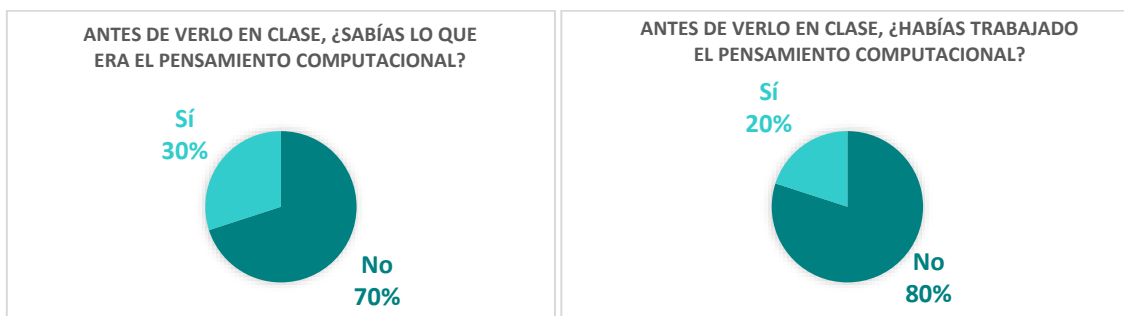 ANTES DE VERLO EN CLASE, ¿SABÍAS LO QUE
ERA EL PENSAMIENTO COMPUTACIONAL?
Sí
30%
No
70%
ANTES DE VERLO EN CLASE, ¿HABÍAS TRABAJADO
EL PENSAMIENTO COMPUTACIONAL?
Sí
20%
No
80%